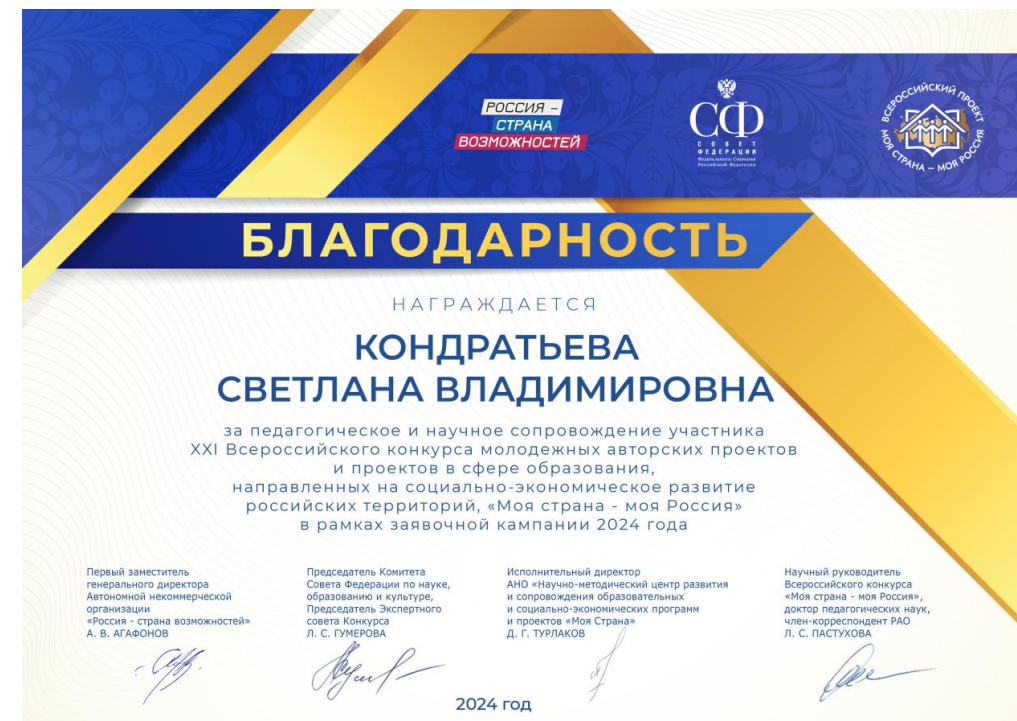 РОССИЯ –
СТРАНА
ВОЗМОЖНОСТЕЙ
СФ
СОВЕТ
ФЕДЕРАЦИИ
Федерального Собрания
Российской Федерации
ВСЕРОССИЙСКИЙ ПРОЕКТ
МОЯ СТРАНА – МОЯ РОССИЯ
БЛАГОДАРНОСТЬ
НАГРАЖДАЕТСЯ
КОНДРАТЬЕВА
СВЕТЛАНА ВЛАДИМИРОВНА
за педагогическое и научное сопровождение участника
XXI Всероссийского конкурса молодежных авторских проектов
и проектов в сфере образования,
направленных на социально-экономическое развитие
российских территорий, «Моя страна - моя Россия»
в рамках заявочной кампании 2024 года
Первый заместитель
генерального директора
Автономной некоммерческой
организации
«Россия - страна возможностей»
А. В. АГАФОНОВ
Председатель Комитета
Совета Федерации по науке,
образованию и культуре,
Председатель Экспертного
совета Конкурса
Л. С. ГУМЕРОВА
Исполнительный директор
АНО «Научно-методический центр развития
и сопровождения образовательных
и социально-экономических программ
и проектов «Моя Страна»
Д. Г. ТУРЛАКОВ
Научный руководитель
Всероссийского конкурса
«Моя страна - моя Россия»,
доктор педагогических наук,
член-корреспондент РАО
Л. С. ПАСТУХОВА
2024 год